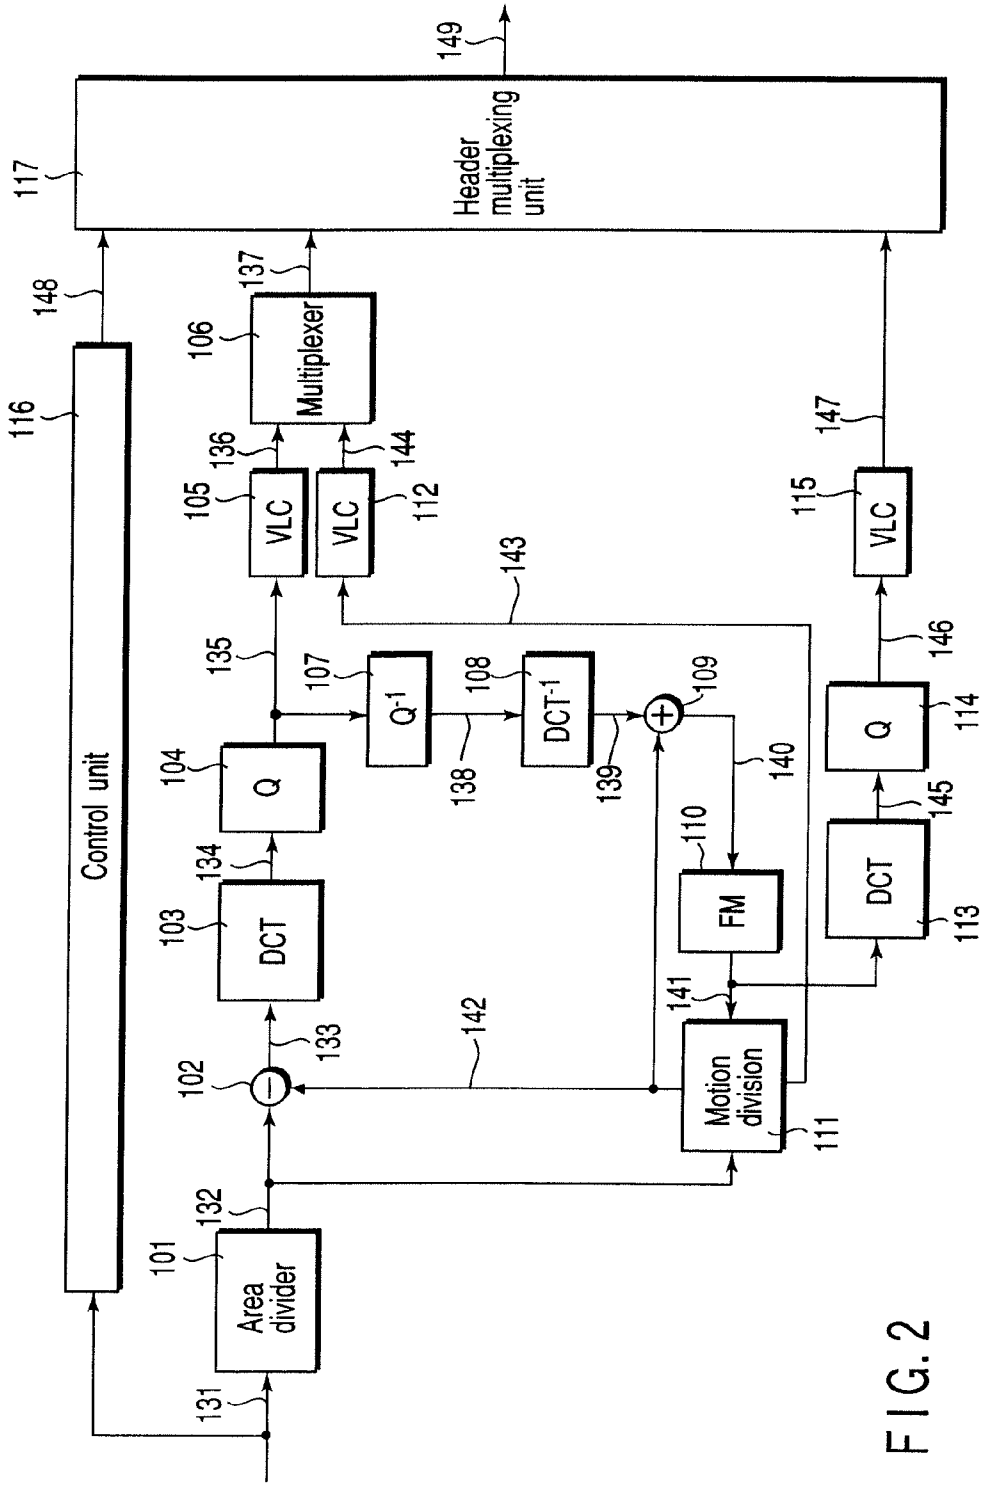 116
Control unit
148
117
Header
multiplexing
unit
149
131
101
Area
divider
132
102
−
133
103
DCT
134
104
Q
135
105
VLC
136
106
Multiplexer
137
VLC
112
144
107
Q-1
138
108
DCT-1
139
+
109
143
142
140
110
FM
141
Motion
division
111
DCT
113
145
Q
114
146
115
VLC
147
FIG. 2